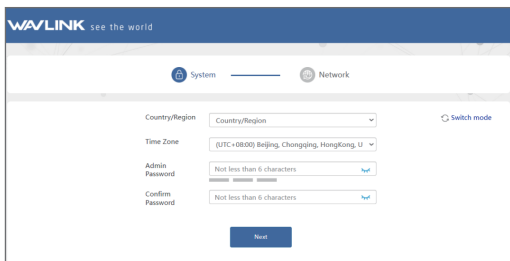 WAVLINK see the world
System Network
Country/Region Country/Region Switch mode
Time Zone (UTC+08:00) Beijing, Chongqing, HongKong, U
Admin
Password Not less than 6 characters
Confirm
Password Not less than 6 characters
Next